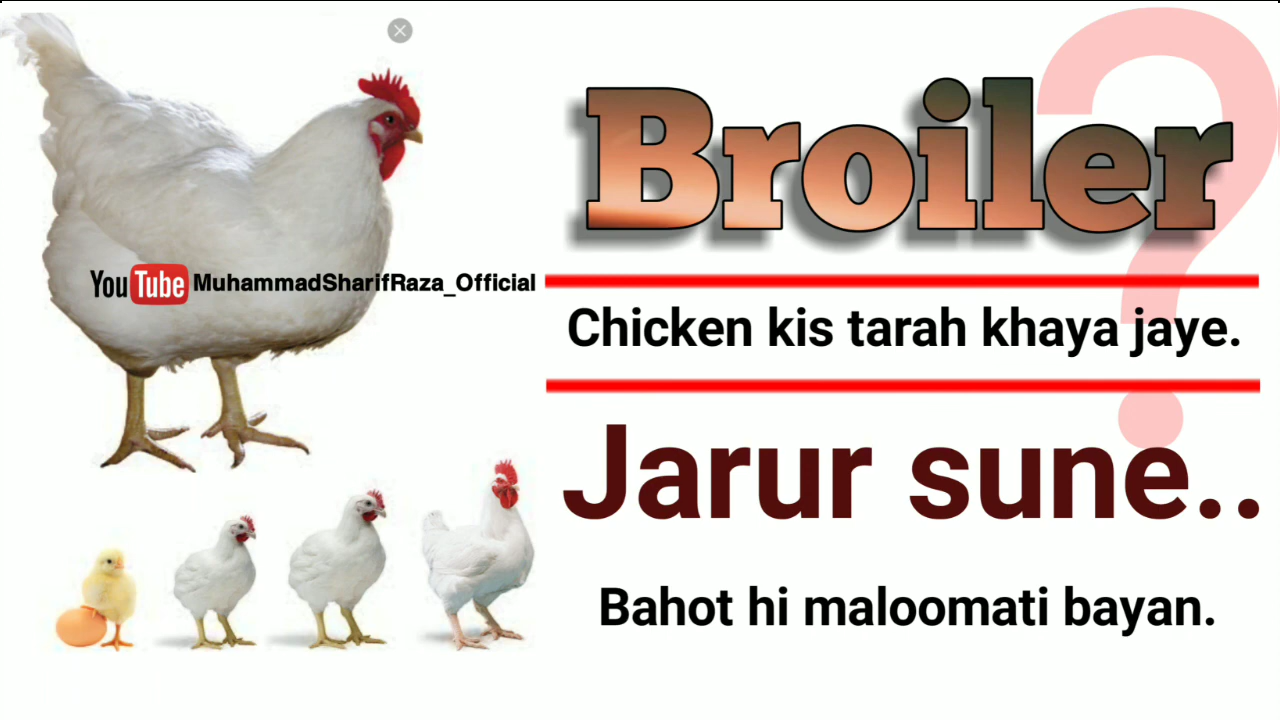 Broiler
YouTube MuhammadSharifRaza_Official
Chicken kis tarah khaya jaye.
Jarur sune..
Bahot hi maloomati bayan.
?